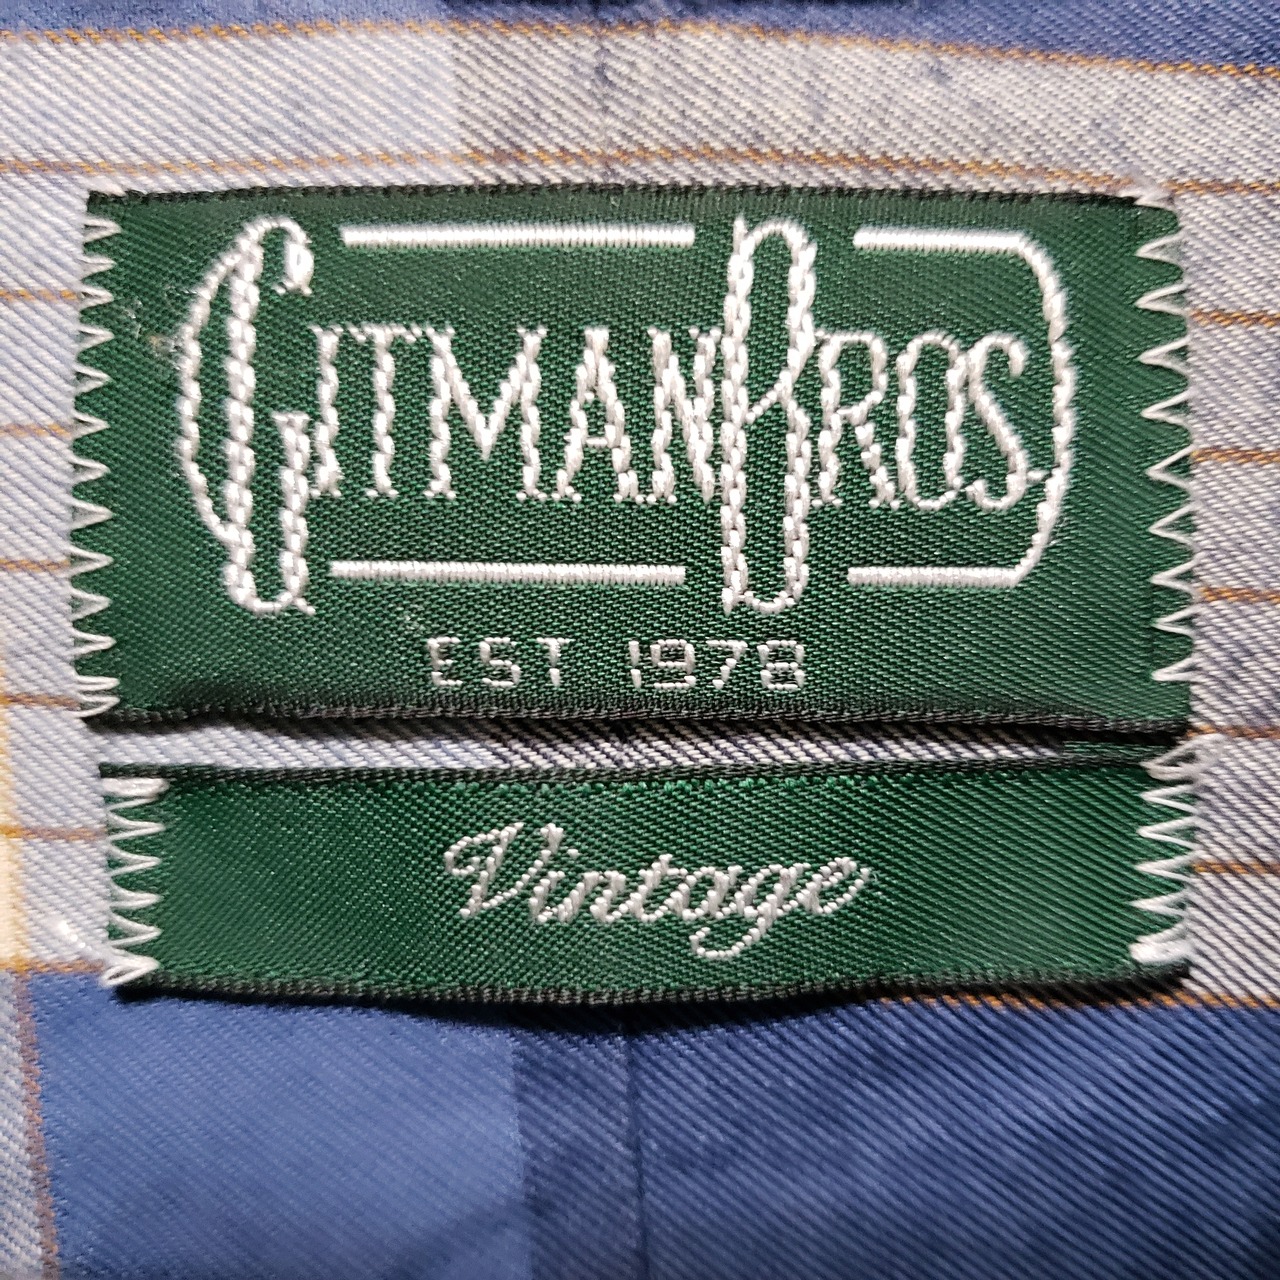 GITMAN BROS.
EST 1978
Vintage